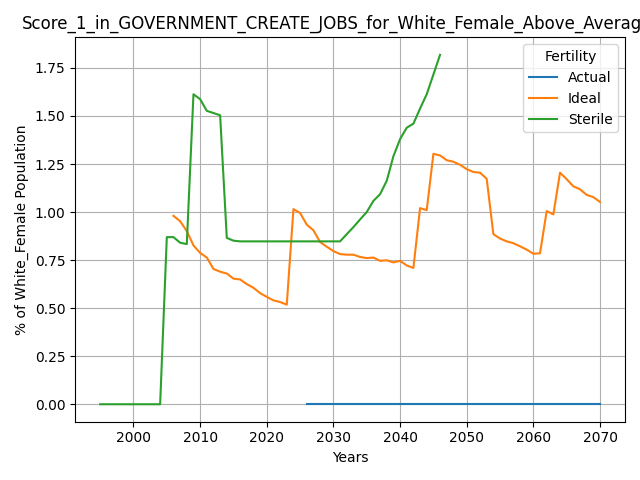 Score_1_in_GOVERNMENT_CREATE_JOBS_for_White_Female_Above_Averag
Fertility
Actual
Ideal
Sterile
% of White_Female Population
1.75
1.50
1.25
1.00
0.75
0.50
0.25
0.00
2000 2010 2020 2030 2040 2050 2060 2070
Years